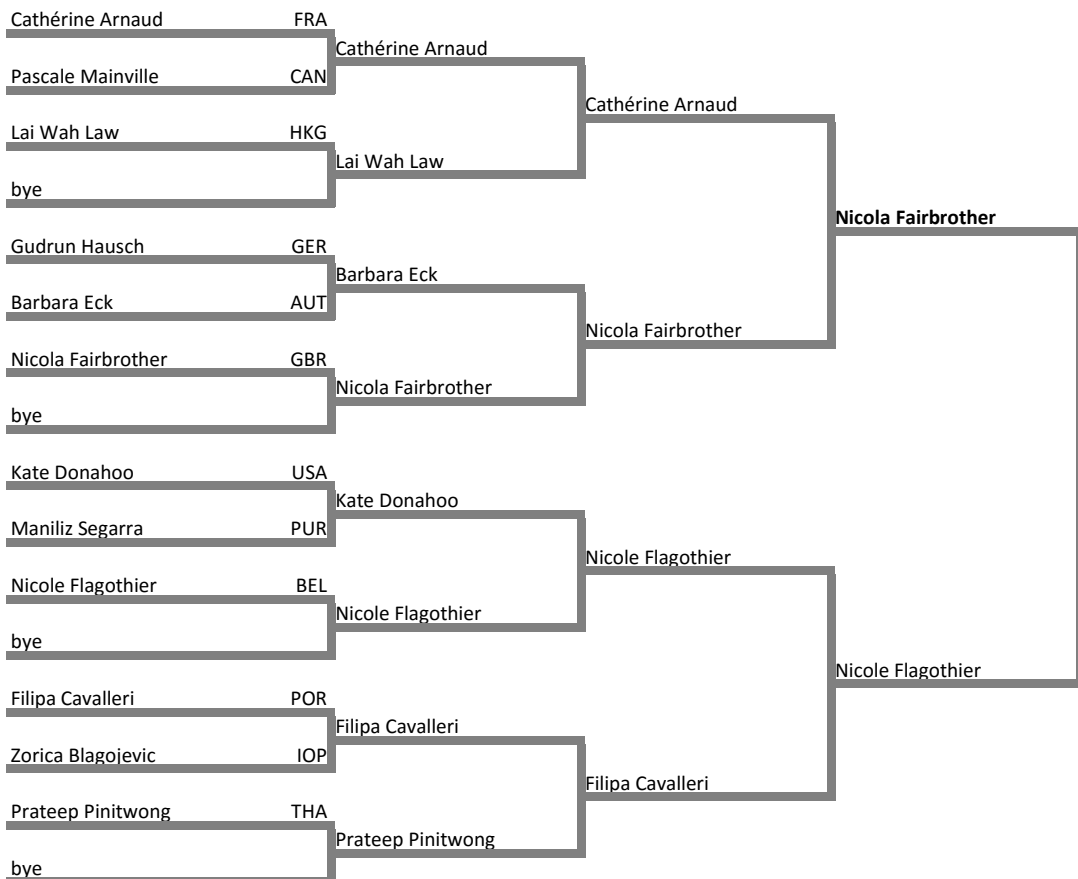 Cathérine Arnaud FRA
Cathérine Arnaud
Pascale Mainville CAN
Cathérine Arnaud
Lai Wah Law HKG
Lai Wah Law
bye
Nicola Fairbrother
Gudrun Hausch GER
Barbara Eck
Barbara Eck AUT
Nicola Fairbrother
Nicola Fairbrother GBR
Nicola Fairbrother
bye
Kate Donahoo USA
Kate Donahoo
Maniliz Segarra PUR
Nicole Flagothier
Nicole Flagothier BEL
Nicole Flagothier
bye
Nicole Flagothier
Filipa Cavalleri POR
Filipa Cavalleri
Zorica Blagojevic IOP
Filipa Cavalleri
Prateep Pinitwong THA
Prateep Pinitwong
bye